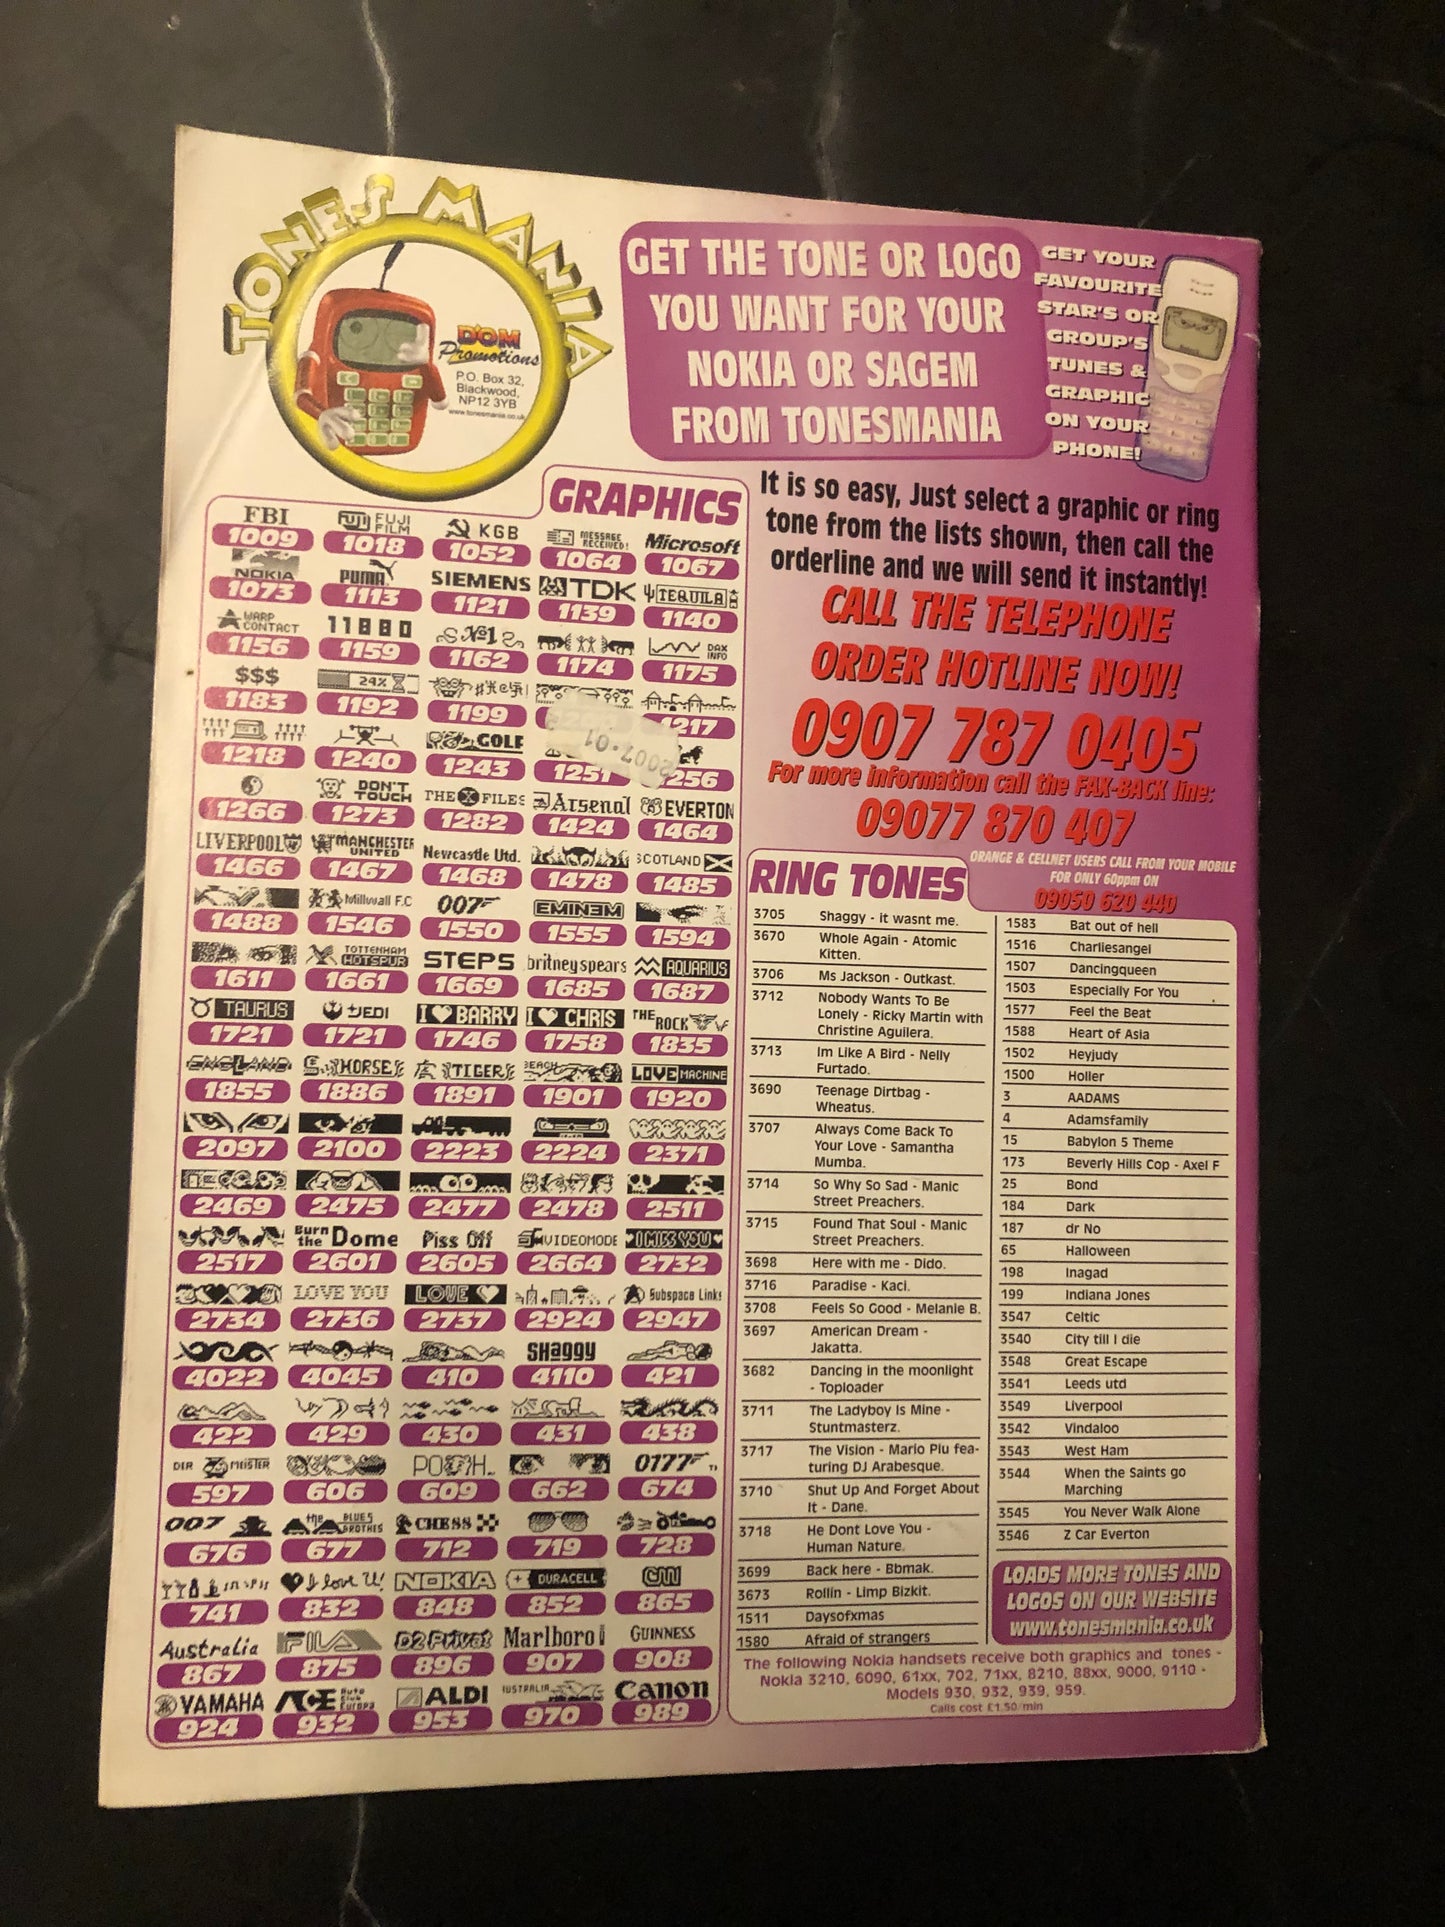 TONES MANIA
D'OM
Promotions
P.O. Box 32,
Blackwood,
NP12 3YB
www.tonesmania.co.uk
GET THE TONE OR LOGO
YOU WANT FOR YOUR
NOKIA OR SAGEM
FROM TONESMANIA
GET YOUR
FAVOURITE
STAR'S OR
GROUP'S
TUNES &
GRAPHIC
ON YOUR
PHONE!
GRAPHICS
FBI FUJI FUJI FILM KGB MESSAGE RECEIVED! Microsoft
1009 1018 1052 1064 1067
NOKIA PUMA SIEMENS TDK TEQUILA
1073 1113 1121 1139 1140
WARP CONTACT 11880 №1 DAX INFO
1156 1159 1162 1174 1175
$$$ 24%
1183 1192 1199 1217
GOLF
1218 1240 1243 1251 1256
2007-01
DON'T TOUCH THE X FILES Arsenal EVERTON
1266 1273 1282 1424 1464
LIVERPOOL MANCHESTER UNITED Newcastle Utd. SCOTLAND
1466 1467 1468 1478 1485
Millwall F.C 007 EMINEM
1488 1546 1550 1555 1594
TOTTENHAM HOTSPUR STEPS britney spears AQUARIUS
1611 1661 1669 1685 1687
TAURUS JEDI I ♥ BARRY I ♥ CHRIS THE ROCK
1721 1721 1746 1758 1835
ENGLAND HORSE TIGER BEACH LOVE MACHINE
1855 1886 1891 1901 1920
2097 2100 2223 2224 2371
2469 2475 2477 2478 2511
Burn the Dome Piss Off VIDEOMODE I MISS YOU
2517 2601 2605 2664 2732
LOVE YOU LOVE Subspace Links
2734 2736 2737 2924 2947
SHaggy
4022 4045 410 4110 421
422 429 430 431 438
DER MEISTER POOH 0177
597 606 609 662 674
007 the BLUES BROTHES CHESS
676 677 712 719 728
I love U! NOKIA DURACELL CNN
741 832 848 852 865
Australia FILA D2 Privat Marlboro GUINNESS
867 875 896 907 908
YAMAHA ACE Auto Club Europa ALDI AUSTRALIA Canon
924 932 953 970 989
It is so easy, Just select a graphic or ring
tone from the lists shown, then call the
orderline and we will send it instantly!
CALL THE TELEPHONE
ORDER HOTLINE NOW!
0907 787 0405
For more information call the FAX-BACK line:
09077 870 407
ORANGE & CELLNET USERS CALL FROM YOUR MOBILE
FOR ONLY 60ppm ON
09050 620 440
RING TONES
3705 Shaggy - it wasnt me.
3670 Whole Again - Atomic
Kitten.
3706 Ms Jackson - Outkast.
3712 Nobody Wants To Be
Lonely - Ricky Martin with
Christine Aguilera.
3713 Im Like A Bird - Nelly
Furtado.
3690 Teenage Dirtbag -
Wheatus.
3707 Always Come Back To
Your Love - Samantha
Mumba.
3714 So Why So Sad - Manic
Street Preachers.
3715 Found That Soul - Manic
Street Preachers.
3698 Here with me - Dido.
3716 Paradise - Kaci.
3708 Feels So Good - Melanie B.
3697 American Dream -
Jakatta.
3682 Dancing in the moonlight
- Toploader
3711 The Ladyboy Is Mine -
Stuntmasterz.
3717 The Vision - Mario Piu fea-
turing DJ Arabesque.
3710 Shut Up And Forget About
It - Dane.
3718 He Dont Love You -
Human Nature.
3699 Back here - Bbmak.
3673 Rollin - Limp Bizkit.
1511 Daysofxmas
1580 Afraid of strangers
1583 Bat out of hell
1516 Charliesangel
1507 Dancingqueen
1503 Especially For You
1577 Feel the Beat
1588 Heart of Asia
1502 Heyjudy
1500 Holler
3 AADAMS
4 Adamsfamily
15 Babylon 5 Theme
173 Beverly Hills Cop - Axel F
25 Bond
184 Dark
187 dr No
65 Halloween
198 Inagad
199 Indiana Jones
3547 Celtic
3540 City till I die
3548 Great Escape
3541 Leeds utd
3549 Liverpool
3542 Vindaloo
3543 West Ham
3544 When the Saints go
Marching
3545 You Never Walk Alone
3546 Z Car Everton
LOADS MORE TONES AND
LOGOS ON OUR WEBSITE
www.tonesmania.co.uk
The following Nokia handsets receive both graphics and tones -
Nokia 3210, 6090, 61xx, 702, 71xx, 8210, 88xx, 9000, 9110 -
Models 930, 932, 939, 959.
Calls cost £1.50/min